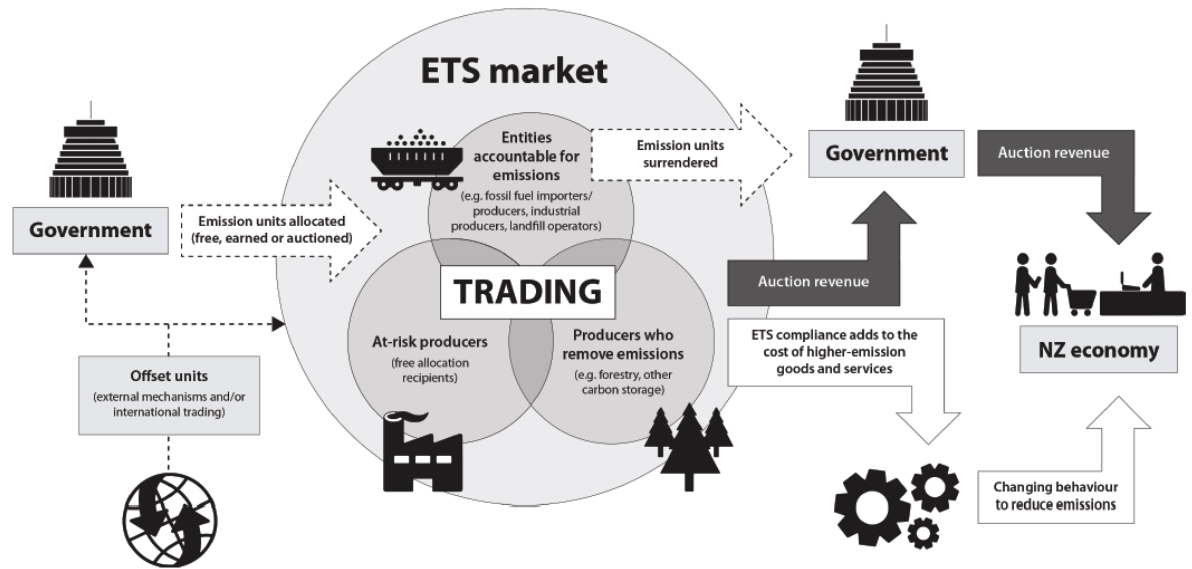 ETS market
Government
Emission units allocated
(free, earned or auctioned)
Offset units
(external mechanisms and/or
international trading)
Entities
accountable for
emissions
(e.g. fossil fuel importers/
producers, industrial
producers, landfill operators)
TRADING
At-risk producers
(free allocation
recipients)
Producers who
remove emissions
(e.g. forestry, other
carbon storage)
Emission units
surrendered
Government
Auction revenue
Auction revenue
ETS compliance adds to the
cost of higher-emission
goods and services
NZ economy
Changing behaviour
to reduce emissions